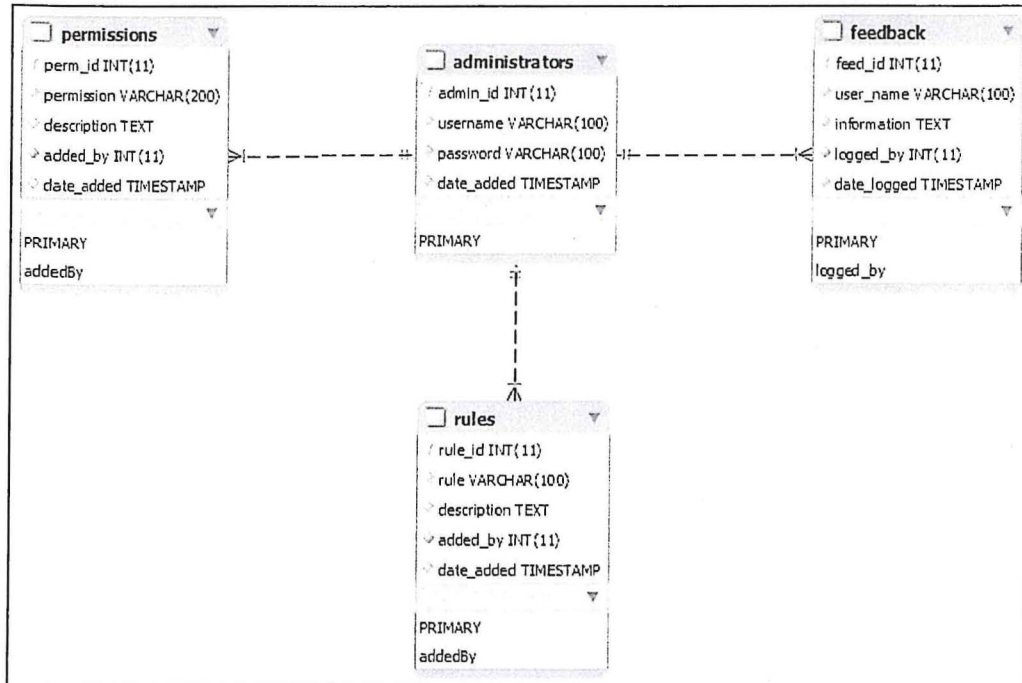 permissions
perm_id INT(11)
permission VARCHAR(200)
description TEXT
added_by INT(11)
date_added TIMESTAMP
PRIMARY
addedBy
administrators
admin_id INT(11)
username VARCHAR(100)
password VARCHAR(100)
date_added TIMESTAMP
PRIMARY
feedback
feed_id INT(11)
user_name VARCHAR(100)
information TEXT
logged_by INT(11)
date_logged TIMESTAMP
PRIMARY
logged_by
rules
rule_id INT(11)
rule VARCHAR(100)
description TEXT
added_by INT(11)
date_added TIMESTAMP
PRIMARY
addedBy